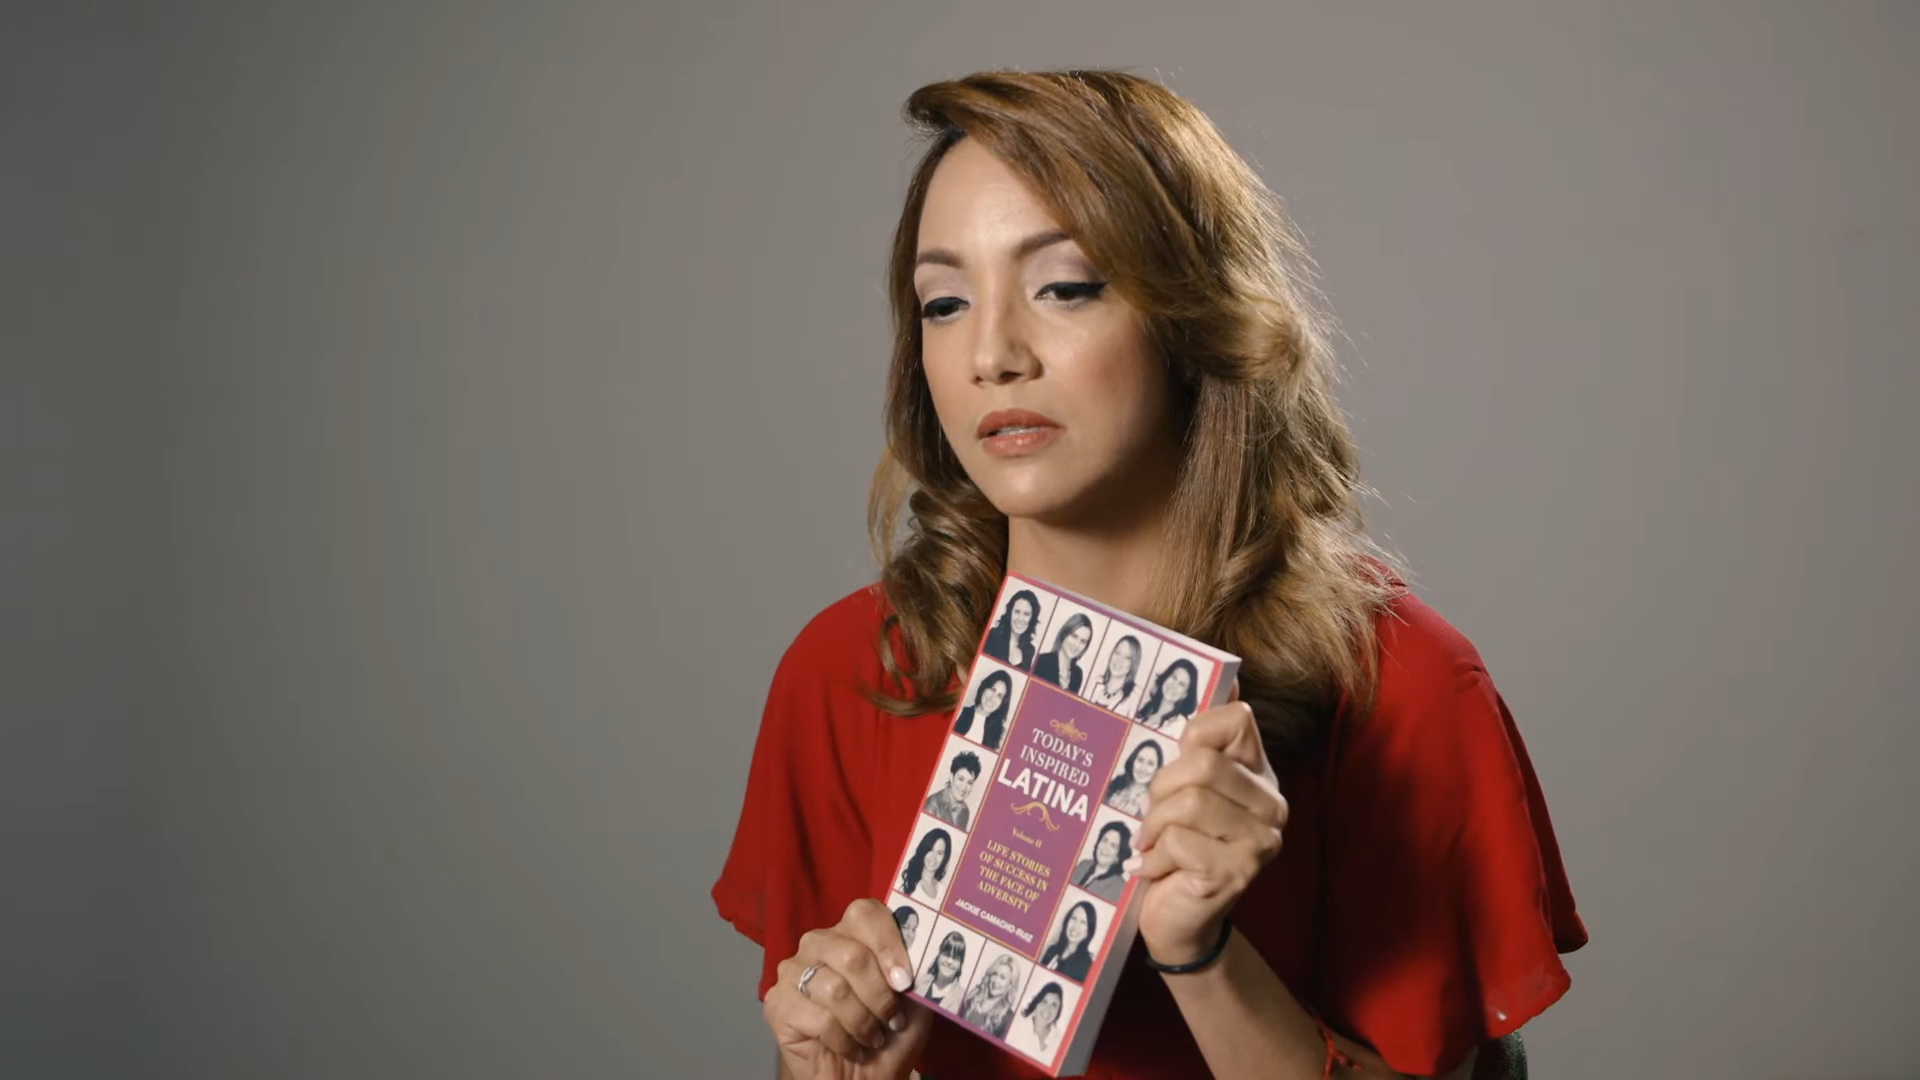 TODAY'S
INSPIRED
LATINA
Volume II
LIFE STORIES
OF SUCCESS IN
THE FACE OF
ADVERSITY
JACKIE CAMACHO-RUIZ